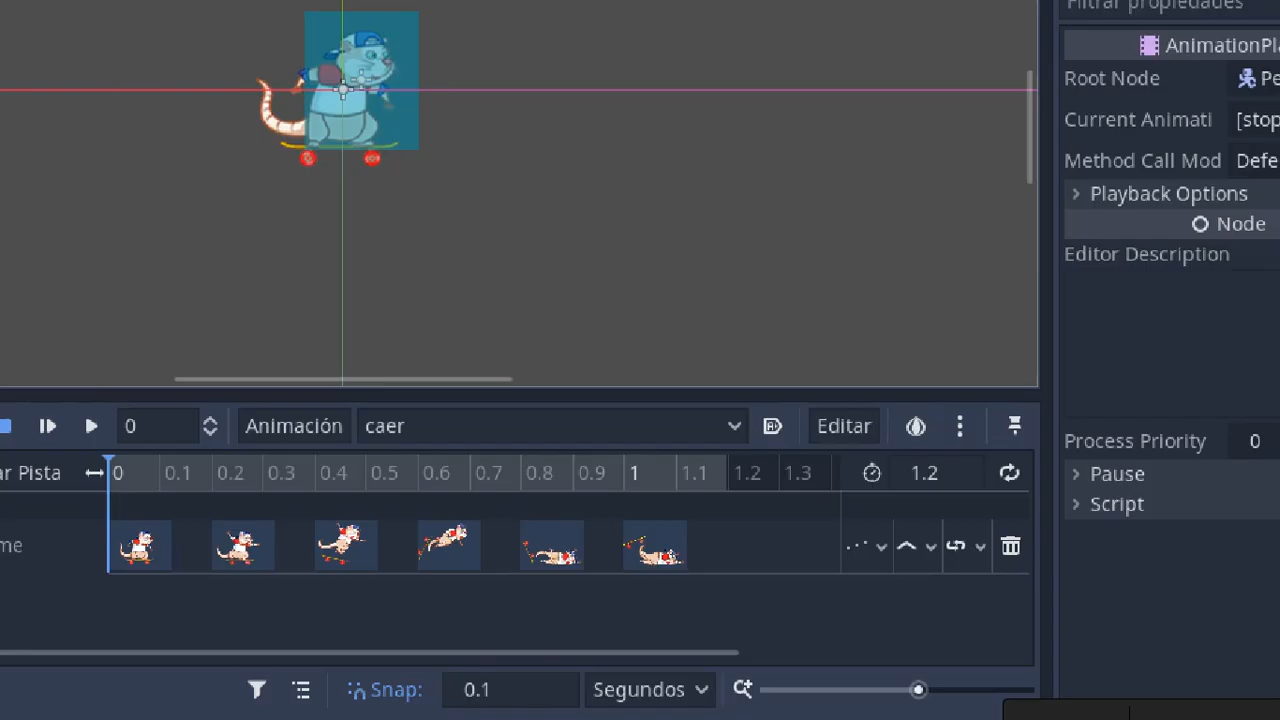 Filtrar propiedades
AnimationPla
Root Node Pe
Current Animati [stop
Method Call Mod Defe
Playback Options
Node
Editor Description
Process Priority 0
Pause
Script
0 Animación caer Editar
ar Pista 0 0.1 0.2 0.3 0.4 0.5 0.6 0.7 0.8 0.9 1 1.1 1.2 1.3 1.2
me
Snap: 0.1 Segundos